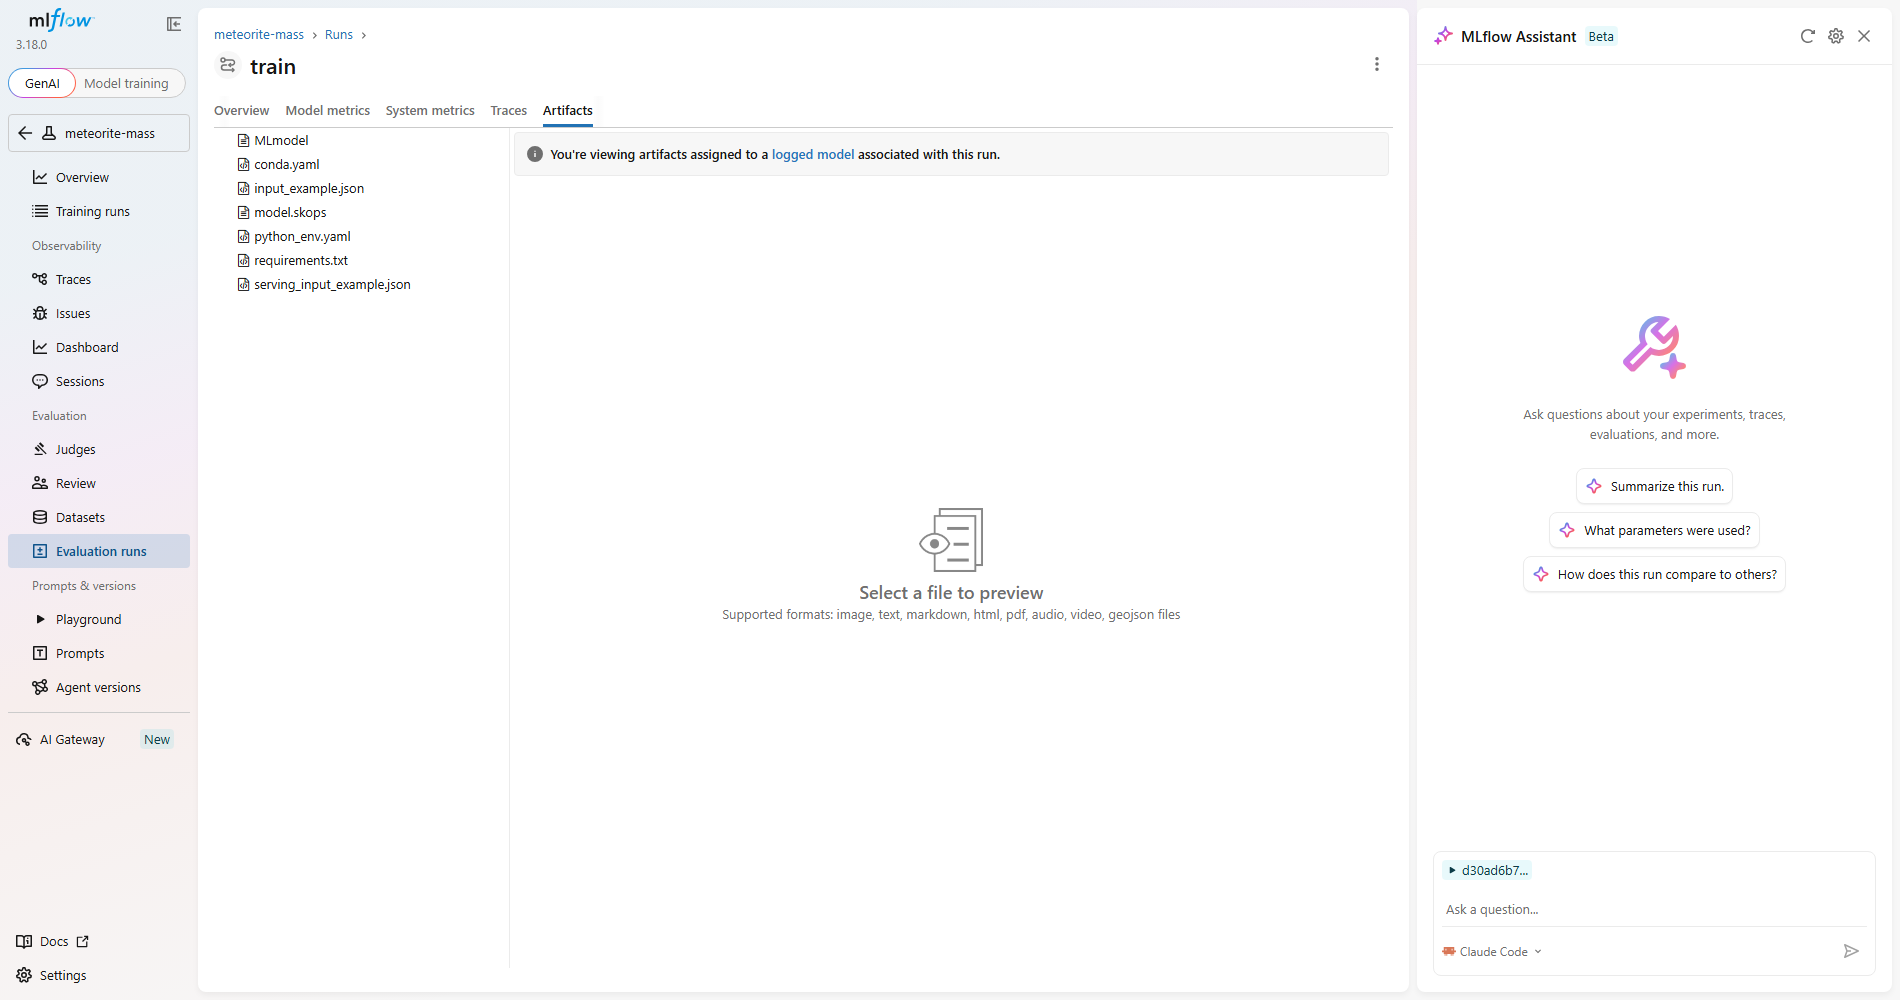 mlflow
3.18.0
GenAI
Model training
meteorite-mass
Overview
Training runs
Observability
Traces
Issues
Dashboard
Sessions
Evaluation
Judges
Review
Datasets
Evaluation runs
Prompts & versions
Playground
Prompts
Agent versions
AI Gateway
New
Docs
Settings
meteorite-mass > Runs >
train
Overview
Model metrics
System metrics
Traces
Artifacts
MLmodel
conda.yaml
input_example.json
model.skops
python_env.yaml
requirements.txt
serving_input_example.json
You're viewing artifacts assigned to a logged model associated with this run.
Select a file to preview
Supported formats: image, text, markdown, html, pdf, audio, video, geojson files
MLflow Assistant
Beta
Ask questions about your experiments, traces,
evaluations, and more.
Summarize this run.
What parameters were used?
How does this run compare to others?
d30ad6b7...
Ask a question...
Claude Code